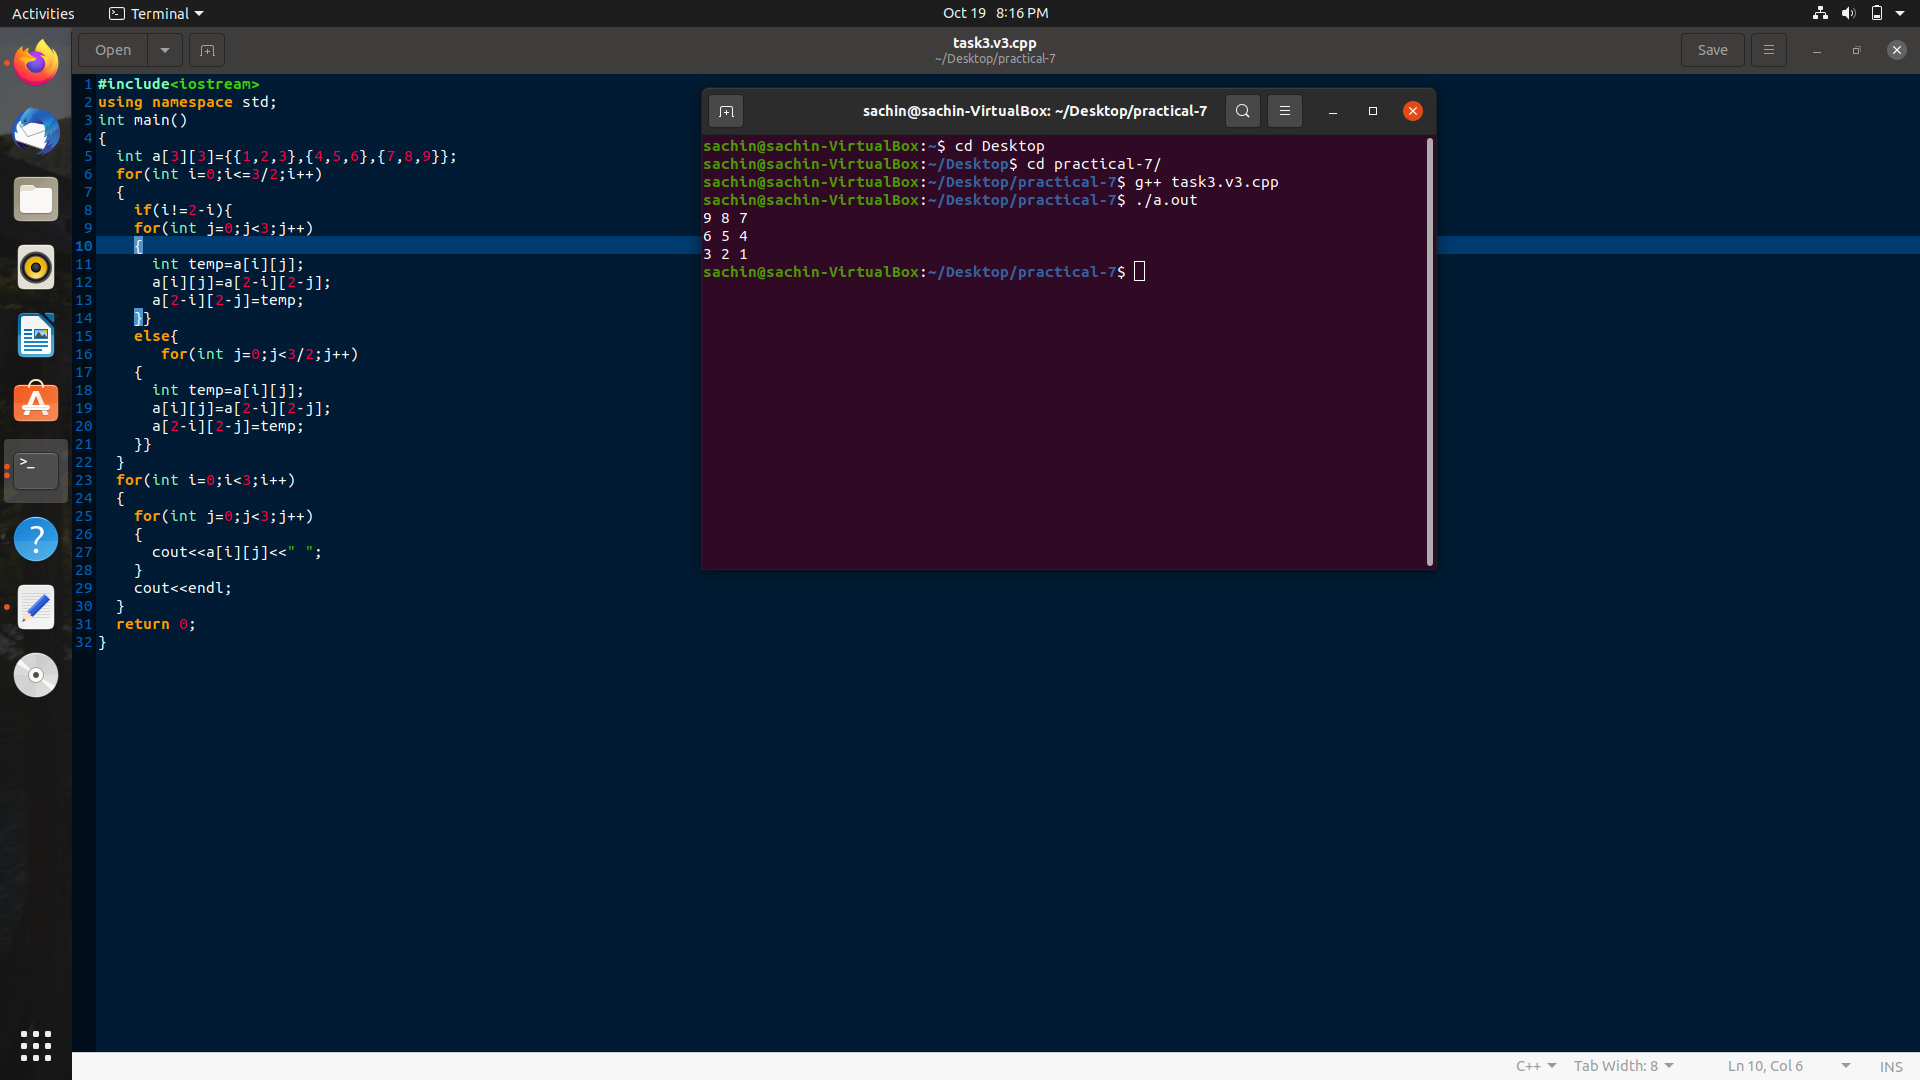 Activities
Terminal
Oct 19 8:16 PM
Open
task3.v3.cpp
~/Desktop/practical-7
Save
1 #include<iostream>
2 using namespace std;
3 int main()
4 {
5   int a[3][3]={{1,2,3},{4,5,6},{7,8,9}};
6   for(int i=0;i<=3/2;i++)
7   {
8     if(i!=2-i){
9     for(int j=0;j<3;j++)
10     {
11       int temp=a[i][j];
12       a[i][j]=a[2-i][2-j];
13       a[2-i][2-j]=temp;
14     }}
15     else{
16        for(int j=0;j<3/2;j++)
17     {
18       int temp=a[i][j];
19       a[i][j]=a[2-i][2-j];
20       a[2-i][2-j]=temp;
21     }}
22   }
23   for(int i=0;i<3;i++)
24   {
25     for(int j=0;j<3;j++)
26     {
27       cout<<a[i][j]<<" ";
28     }
29     cout<<endl;
30   }
31   return 0;
32 }
sachin@sachin-VirtualBox: ~/Desktop/practical-7
sachin@sachin-VirtualBox:~$ cd Desktop
sachin@sachin-VirtualBox:~/Desktop$ cd practical-7/
sachin@sachin-VirtualBox:~/Desktop/practical-7$ g++ task3.v3.cpp
sachin@sachin-VirtualBox:~/Desktop/practical-7$ ./a.out
9 8 7
6 5 4
3 2 1
sachin@sachin-VirtualBox:~/Desktop/practical-7$
C++
Tab Width: 8
Ln 10, Col 6
INS